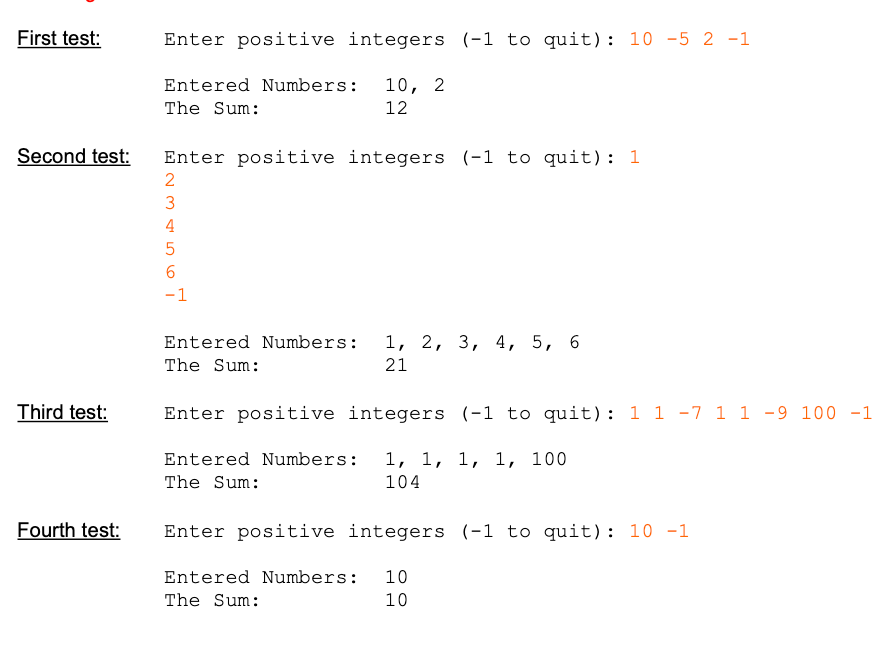 First test: Enter positive integers (-1 to quit): 10 -5 2 -1
Entered Numbers: 10, 2
The Sum: 12
Second test: Enter positive integers (-1 to quit): 1
2
3
4
5
6
-1
Entered Numbers: 1, 2, 3, 4, 5, 6
The Sum: 21
Third test: Enter positive integers (-1 to quit): 1 1 -7 1 1 -9 100 -1
Entered Numbers: 1, 1, 1, 1, 100
The Sum: 104
Fourth test: Enter positive integers (-1 to quit): 10 -1
Entered Numbers: 10
The Sum: 10